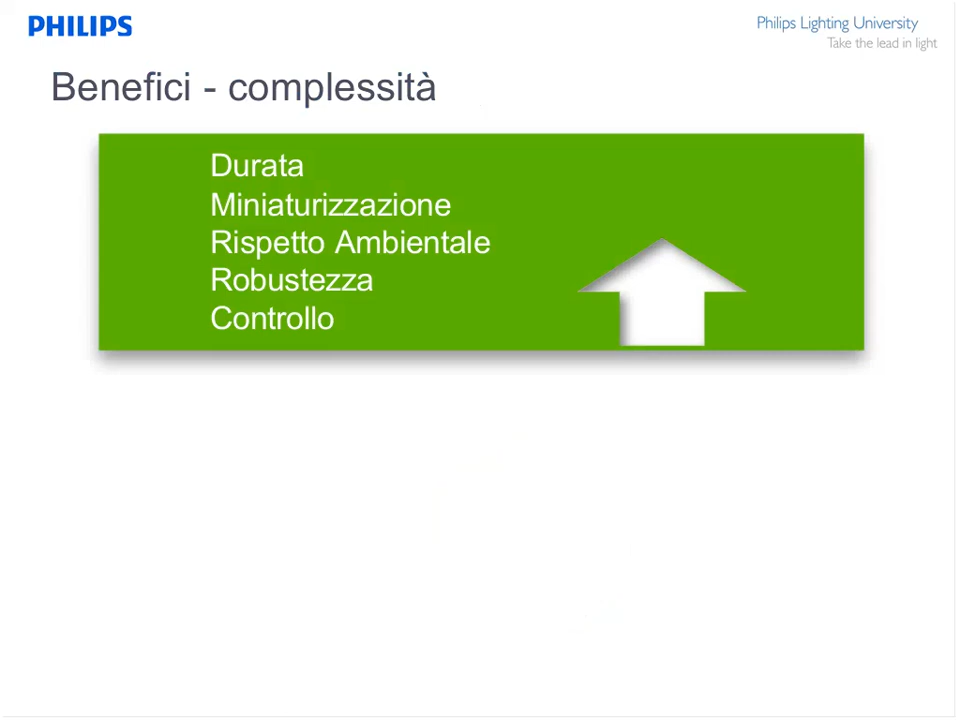 PHILIPS
Philips Lighting University
Take the lead in light
Benefici - complessità
Durata
Miniaturizzazione
Rispetto Ambientale
Robustezza
Controllo